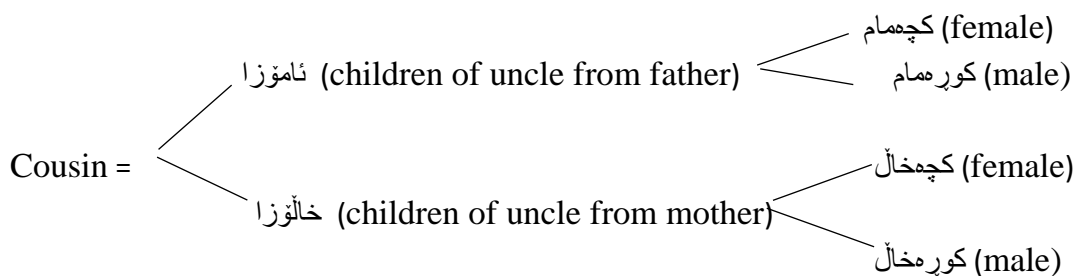 کچەمام (female)
ئامۆزا (children of uncle from father)
کوڕەمام (male)
Cousin =
کچەخاڵ (female)
خاڵۆزا (children of uncle from mother)
کوڕەخاڵ (male)